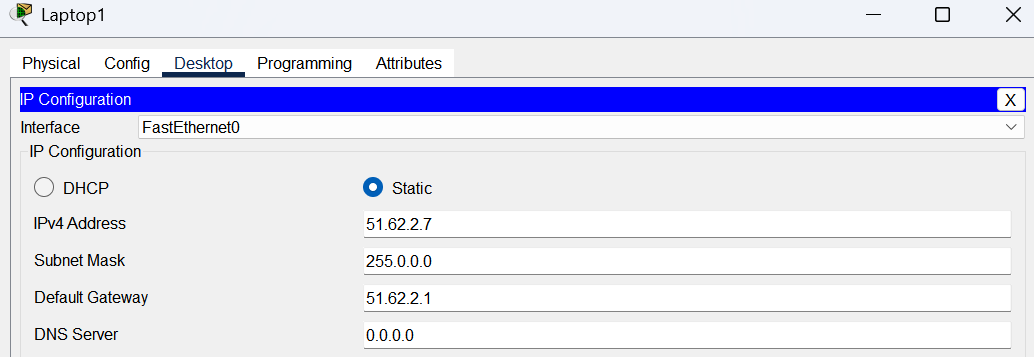 Laptop1
Physical Config Desktop Programming Attributes
IP Configuration X
Interface FastEthernet0
IP Configuration
DHCP Static
IPv4 Address 51.62.2.7
Subnet Mask 255.0.0.0
Default Gateway 51.62.2.1
DNS Server 0.0.0.0